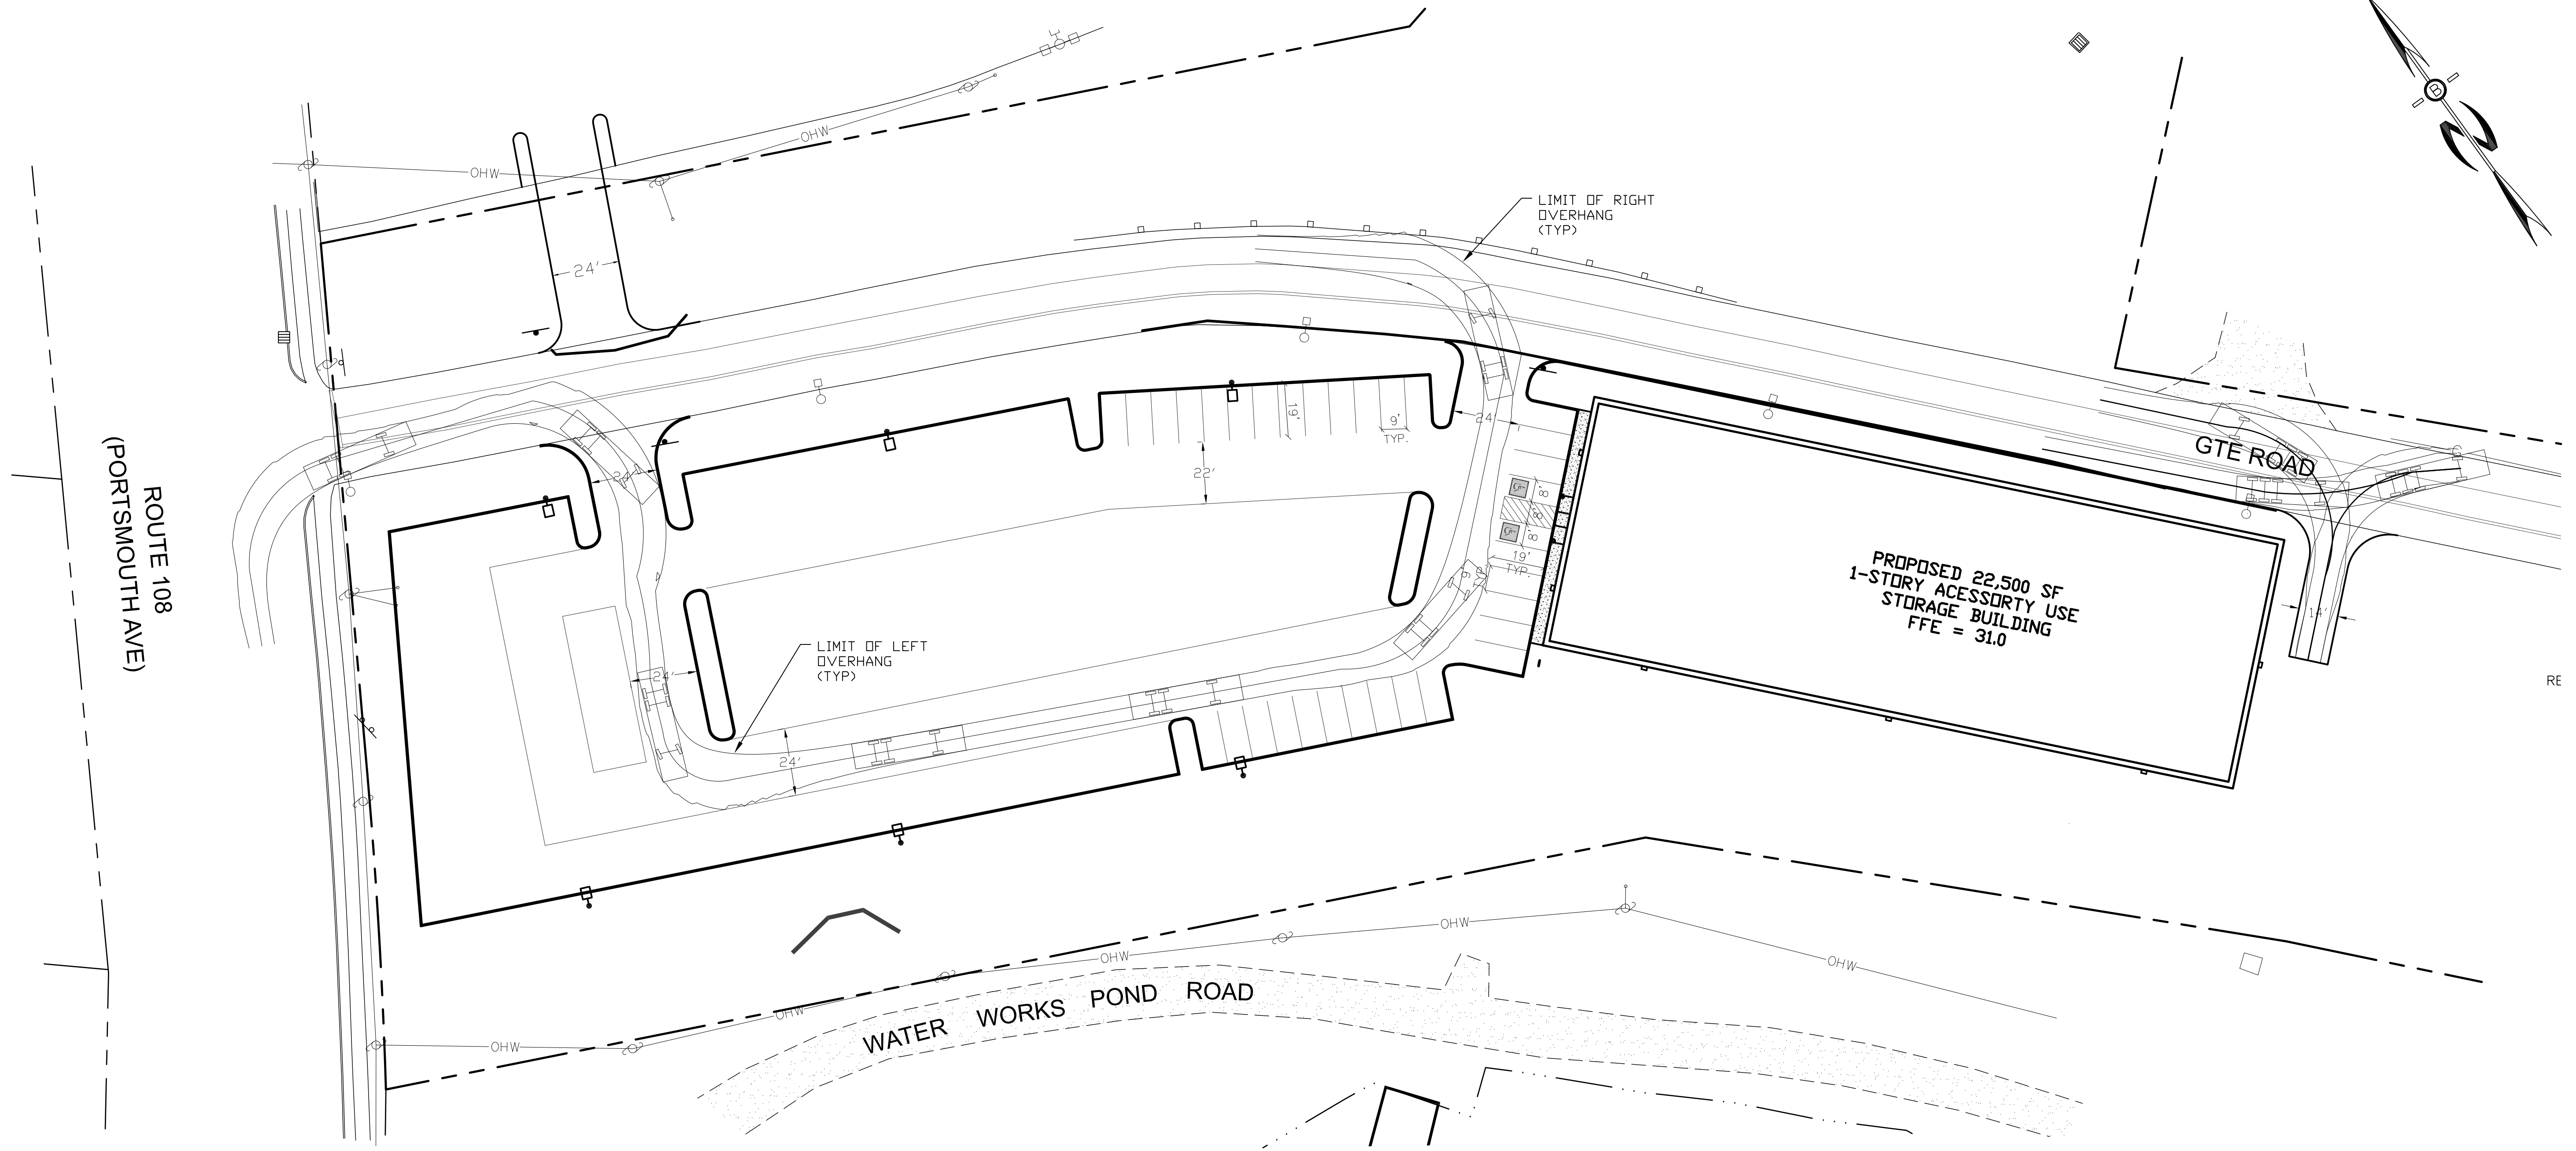 OHW
OHW
24'
LIMIT OF RIGHT
OVERHANG
(TYP)
ROUTE 108
(PORTSMOUTH AVE)
24'
19'
9'
TYP.
22'
24'
8'
8'
8'
19'
TYP.
9'
GTE ROAD
PROPOSED 22,500 SF
1-STORY ACESSORTY USE
STORAGE BUILDING
FFE = 31.0
14'
LIMIT OF LEFT
OVERHANG
(TYP)
24'
24'
RE
OHW
OHW
OHW
OHW
OHW
WATER WORKS POND ROAD
B